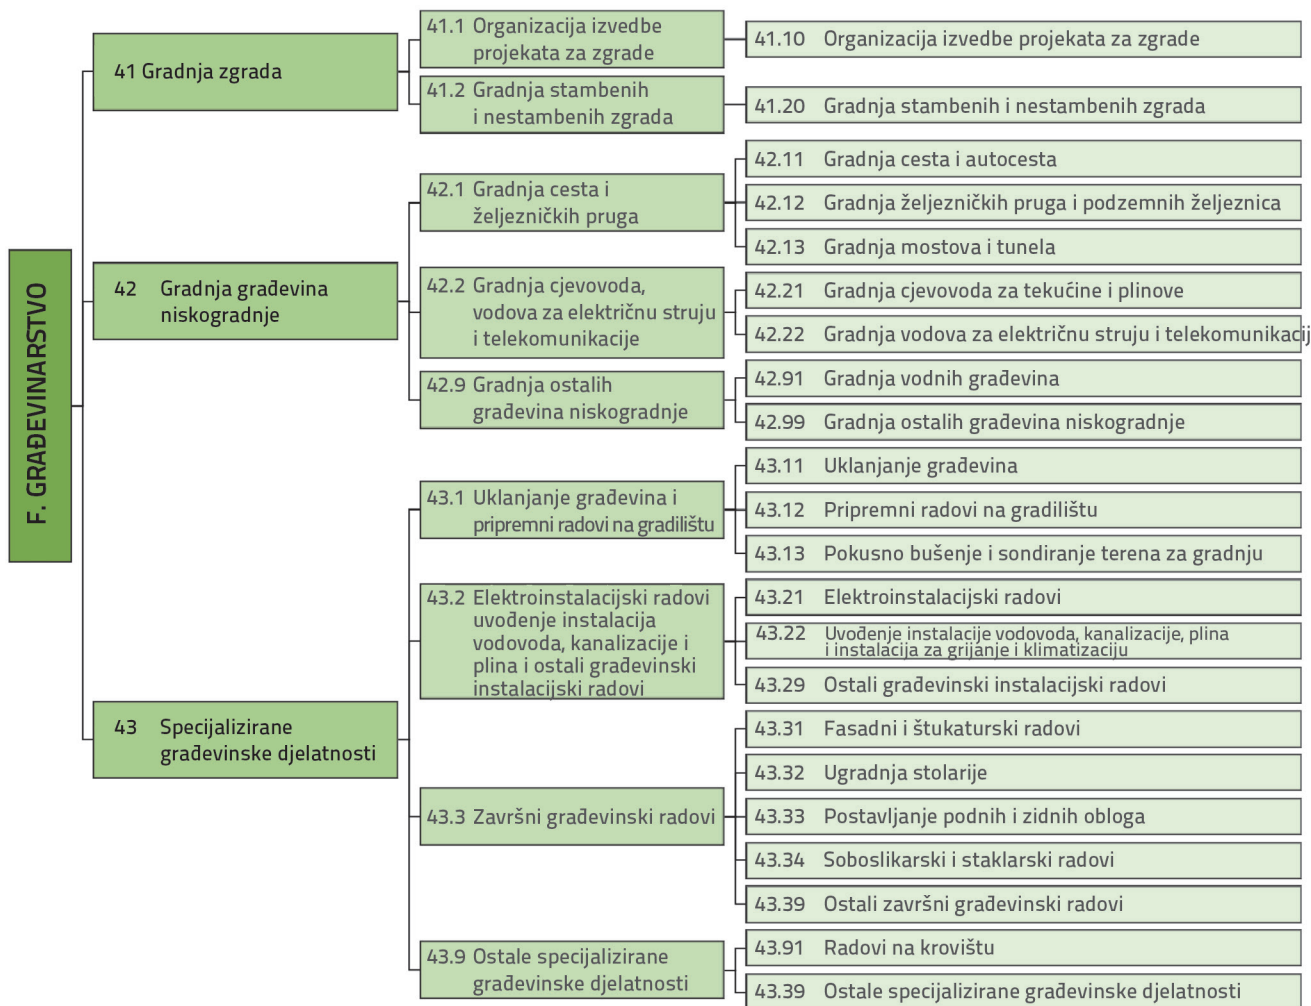 F. GRAĐEVINARSTVO
41 Gradnja zgrada
41.1 Organizacija izvedbe
projekata za zgrade
41.10 Organizacija izvedbe projekata za zgrade
41.2 Gradnja stambenih
i nestambenih zgrada
41.20 Gradnja stambenih i nestambenih zgrada
42 Gradnja građevina
niskogradnje
42.1 Gradnja cesta i
željezničkih pruga
42.11 Gradnja cesta i autocesta
42.12 Gradnja željezničkih pruga i podzemnih željeznica
42.13 Gradnja mostova i tunela
42.2 Gradnja cjevovoda,
vodova za električnu struju
i telekomunikacije
42.21 Gradnja cjevovoda za tekućine i plinove
42.22 Gradnja vodova za električnu struju i telekomunikacij
42.9 Gradnja ostalih
građevina niskogradnje
42.91 Gradnja vodnih građevina
42.99 Gradnja ostalih građevina niskogradnje
43 Specijalizirane
građevinske djelatnosti
43.1 Uklanjanje građevina i
pripremni radovi na gradilištu
43.11 Uklanjanje građevina
43.12 Pripremni radovi na gradilištu
43.13 Pokusno bušenje i sondiranje terena za gradnju
43.2 Elektroinstalacijski radovi
uvođenje instalacija
vodovoda, kanalizacije i
plina i ostali građevinski
instalacijski radovi
43.21 Elektroinstalacijski radovi
43.22 Uvođenje instalacije vodovoda, kanalizacije, plina
i instalacija za grijanje i klimatizaciju
43.29 Ostali građevinski instalacijski radovi
43.3 Završni građevinski radovi
43.31 Fasadni i štukaturski radovi
43.32 Ugradnja stolarije
43.33 Postavljanje podnih i zidnih obloga
43.34 Soboslikarski i staklarski radovi
43.39 Ostali završni građevinski radovi
43.9 Ostale specijalizirane
građevinske djelatnosti
43.91 Radovi na krovištu
43.39 Ostale specijalizirane građevinske djelatnosti